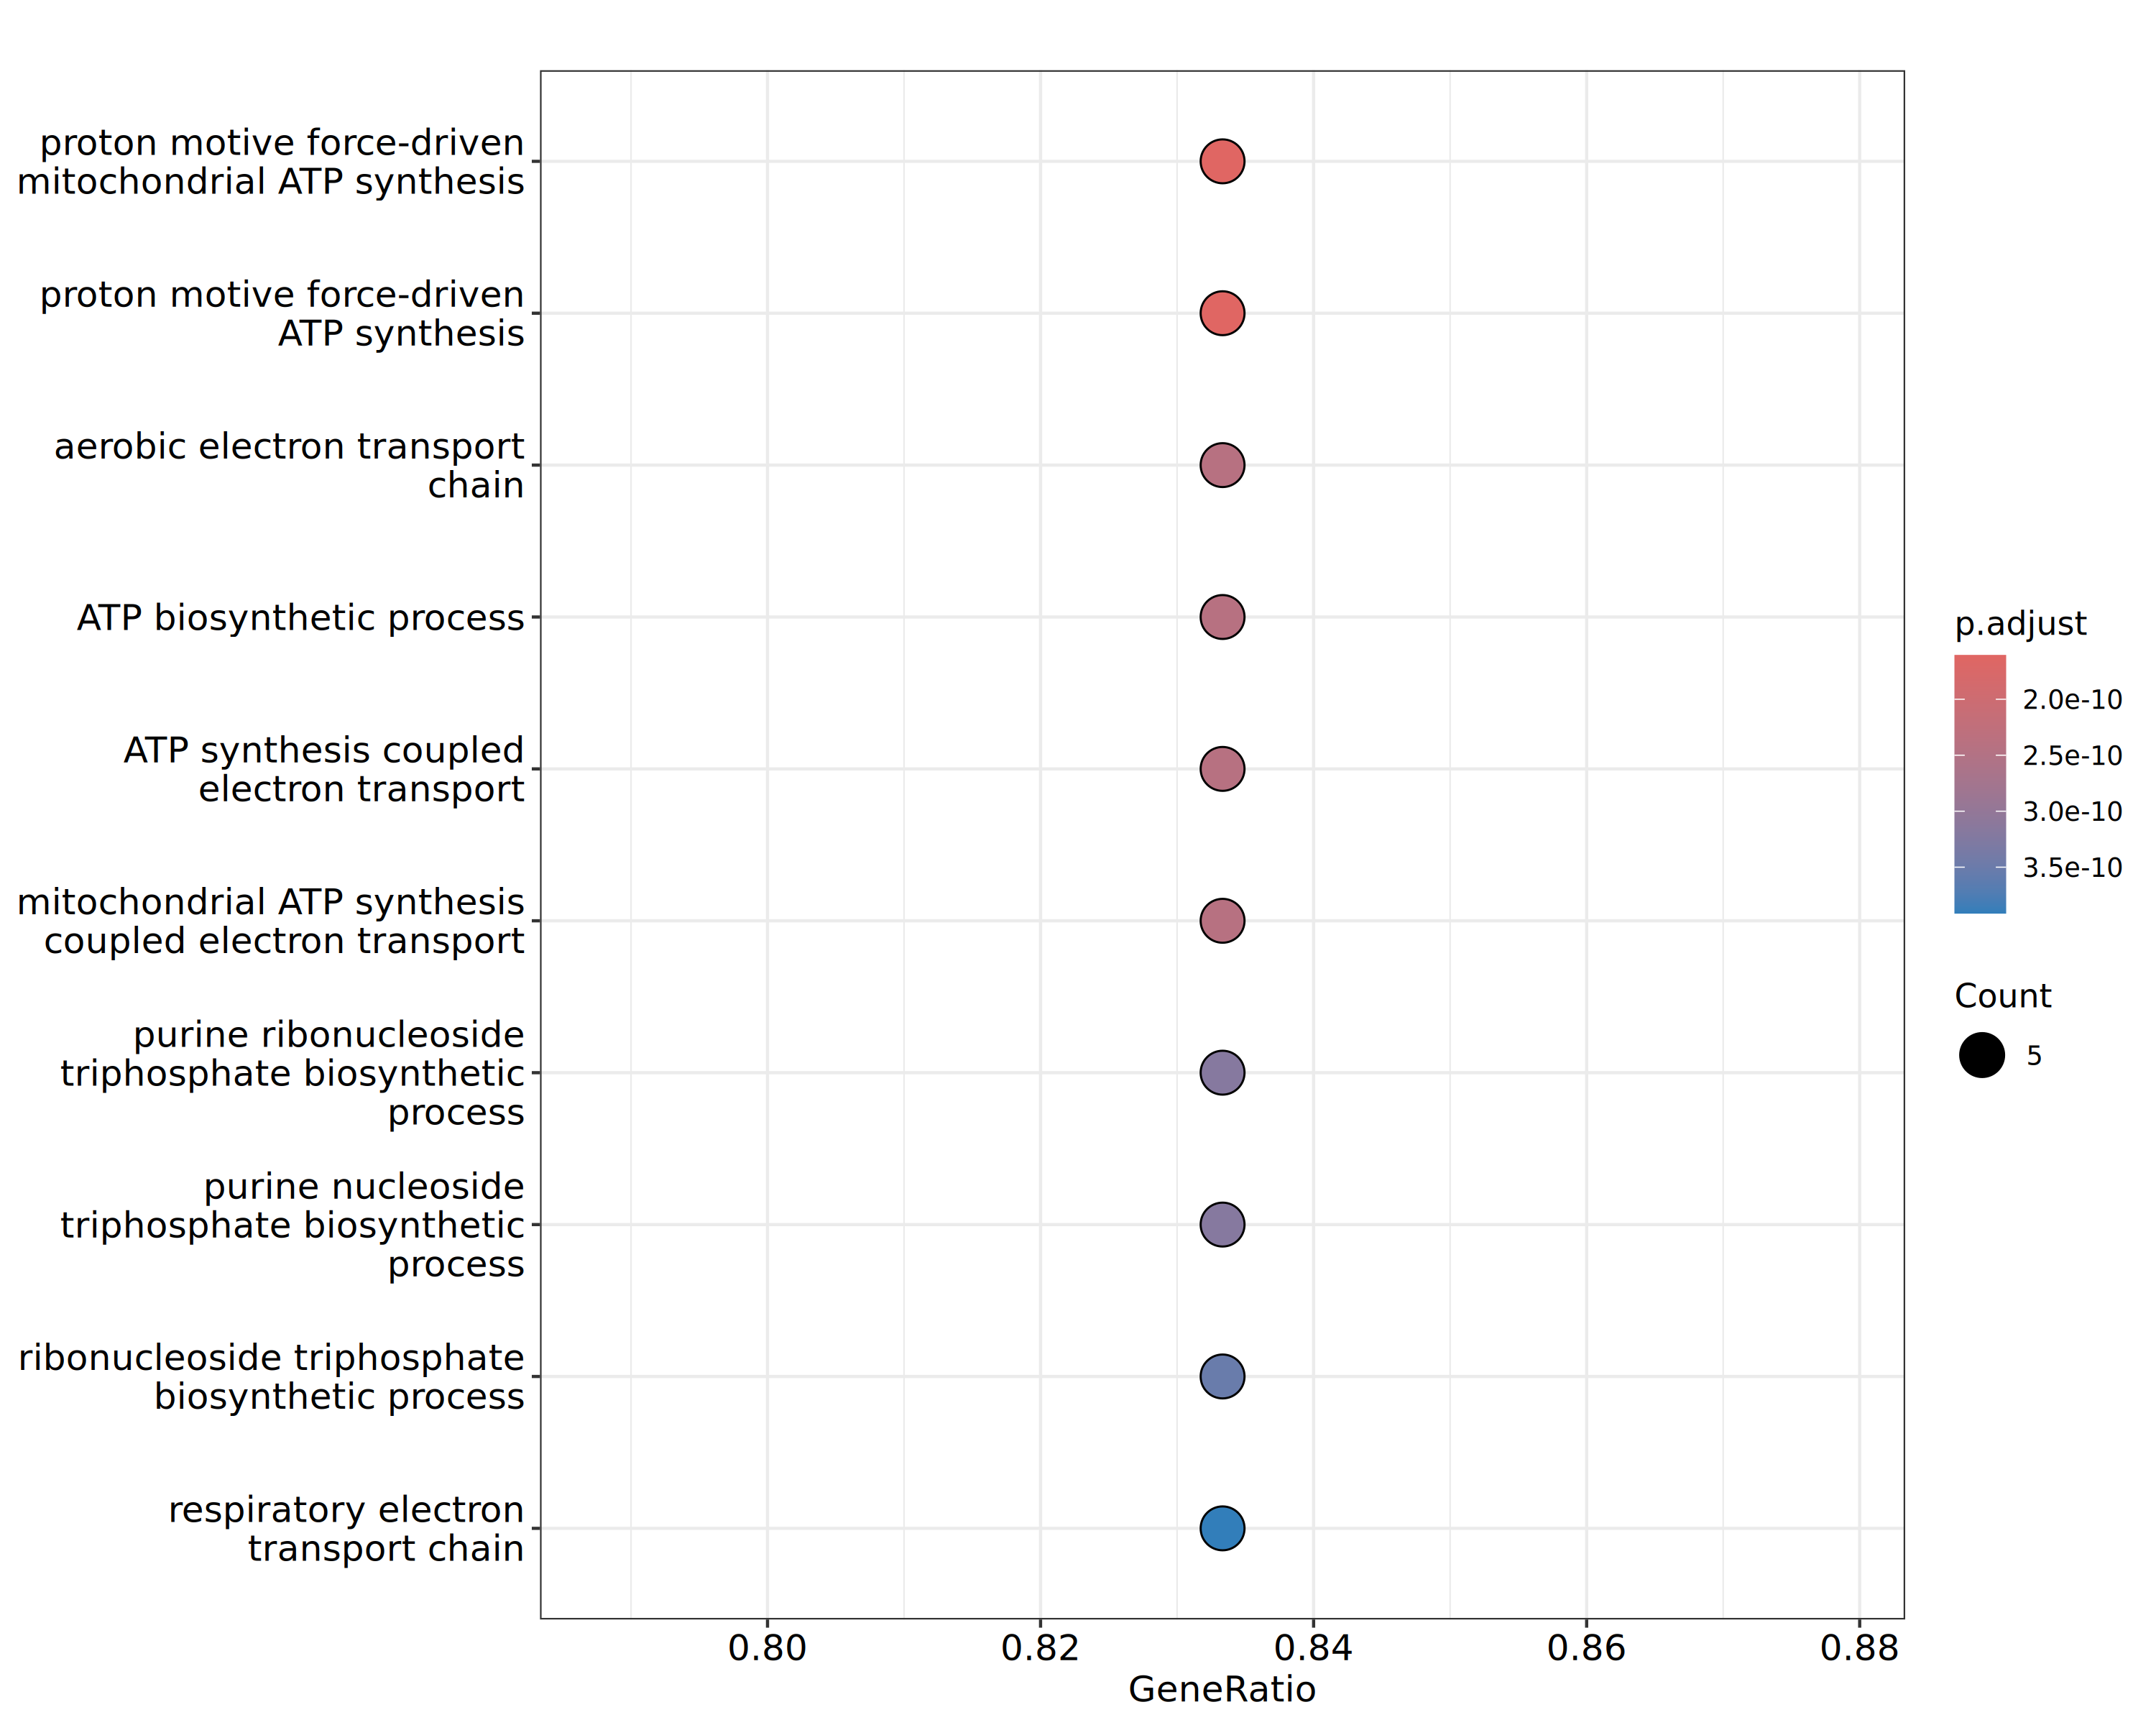 proton motive force-driven
mitochondrial ATP synthesis
proton motive force-driven
ATP synthesis
aerobic electron transport
chain
ATP biosynthetic process
ATP synthesis coupled
electron transport
mitochondrial ATP synthesis
coupled electron transport
purine ribonucleoside
triphosphate biosynthetic
process
purine nucleoside
triphosphate biosynthetic
process
ribonucleoside triphosphate
biosynthetic process
respiratory electron
transport chain
0.80 0.82 0.84 0.86 0.88
GeneRatio
p.adjust
2.0e-10
2.5e-10
3.0e-10
3.5e-10
Count
5